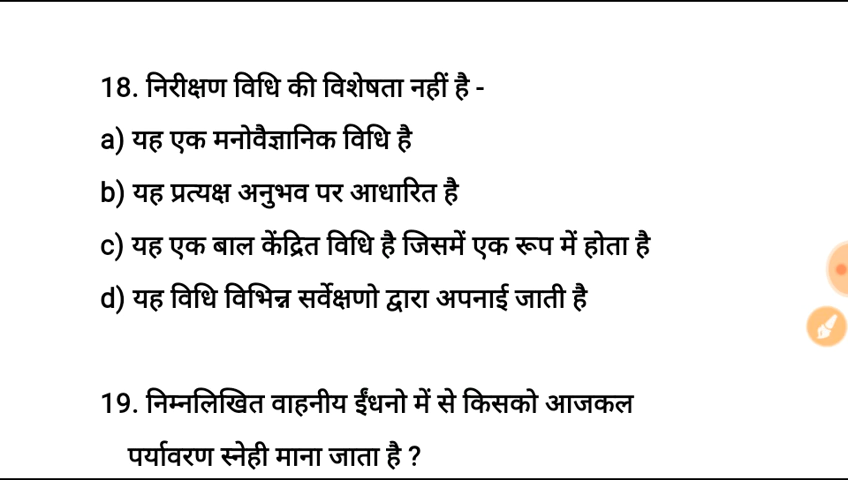 18. निरीक्षण विधि की विशेषता नहीं है -
a) यह एक मनोवैज्ञानिक विधि है
b) यह प्रत्यक्ष अनुभव पर आधारित है
c) यह एक बाल केंद्रित विधि है जिसमें एक रूप में होता है
d) यह विधि विभिन्न सर्वेक्षणो द्वारा अपनाई जाती है
19. निम्नलिखित वाहनीय ईंधनो में से किसको आजकल
पर्यावरण स्नेही माना जाता है ?